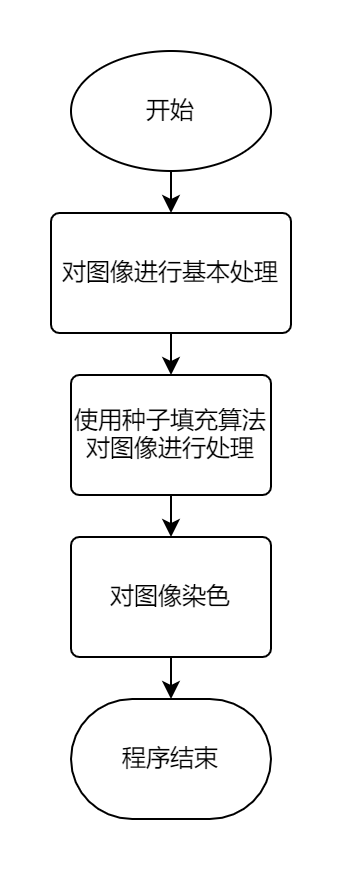 开始
对图像进行基本处理
使用种子填充算法
对图像进行处理
对图像染色
程序结束